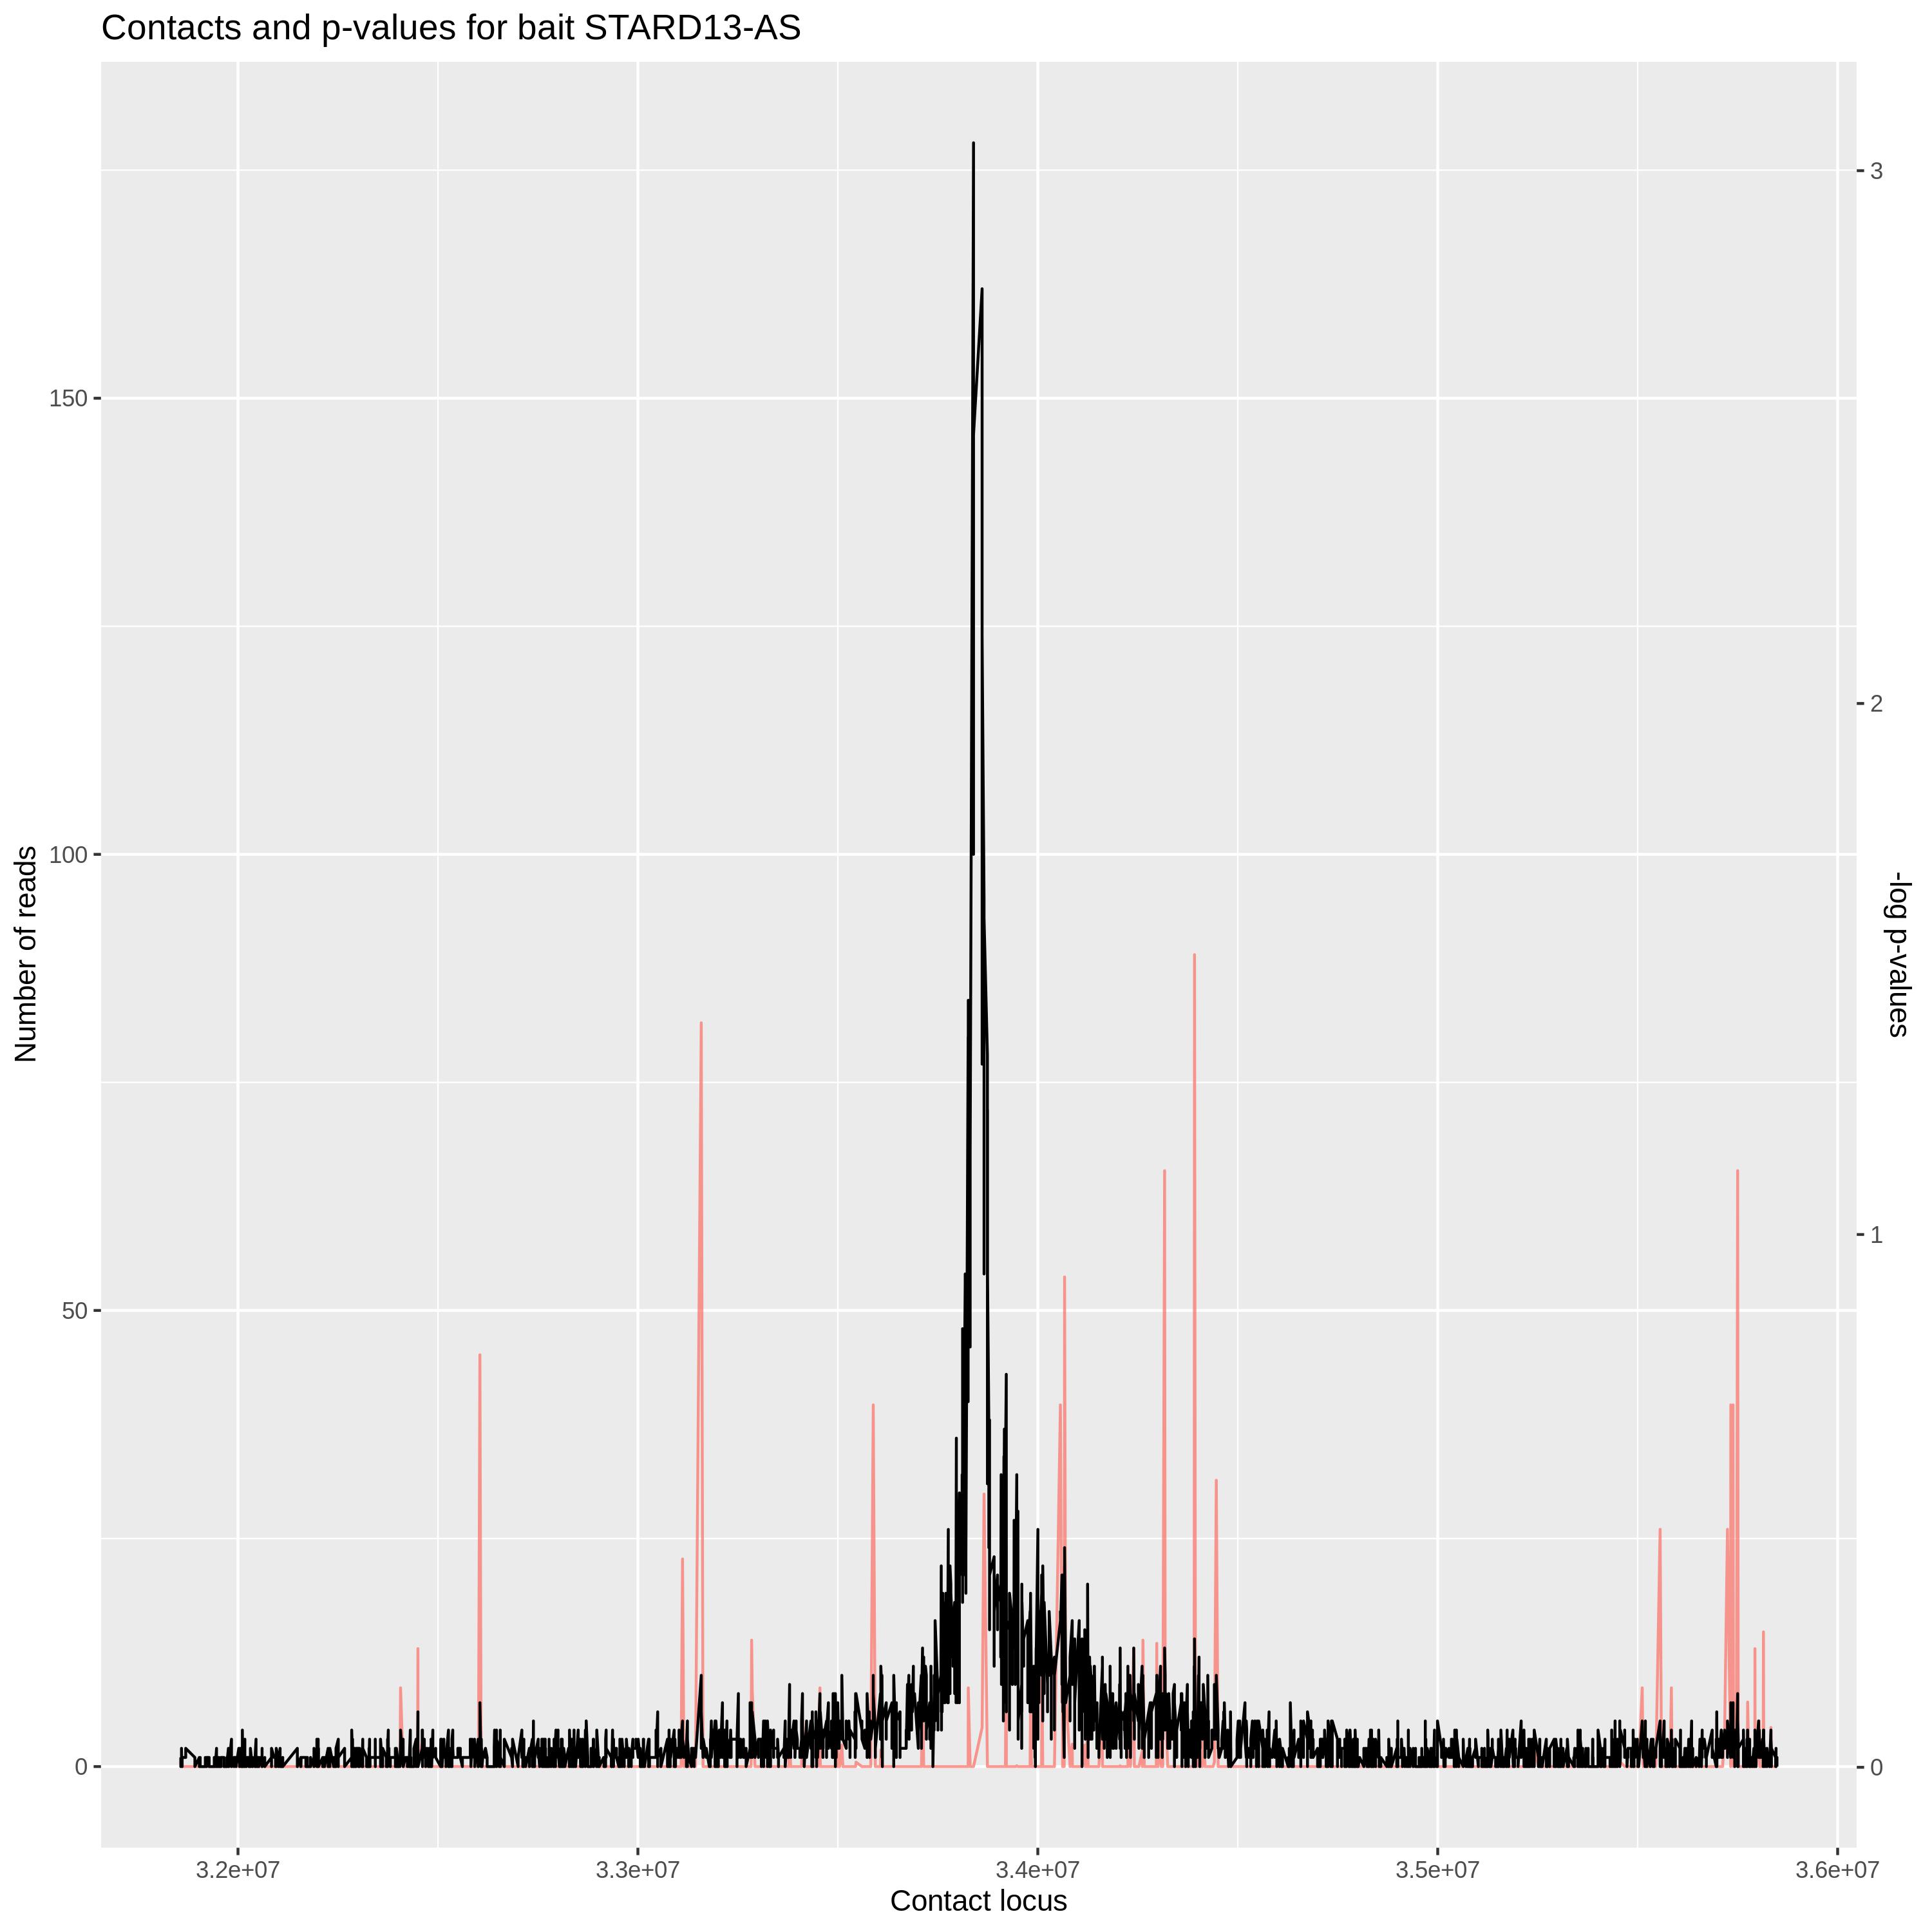 Contacts and p-values for bait STARD13-AS
Number of reads
150
100
50
0
3
2
1
0
-log p-values
3.2e+07
3.3e+07
3.4e+07
3.5e+07
3.6e+07
Contact locus